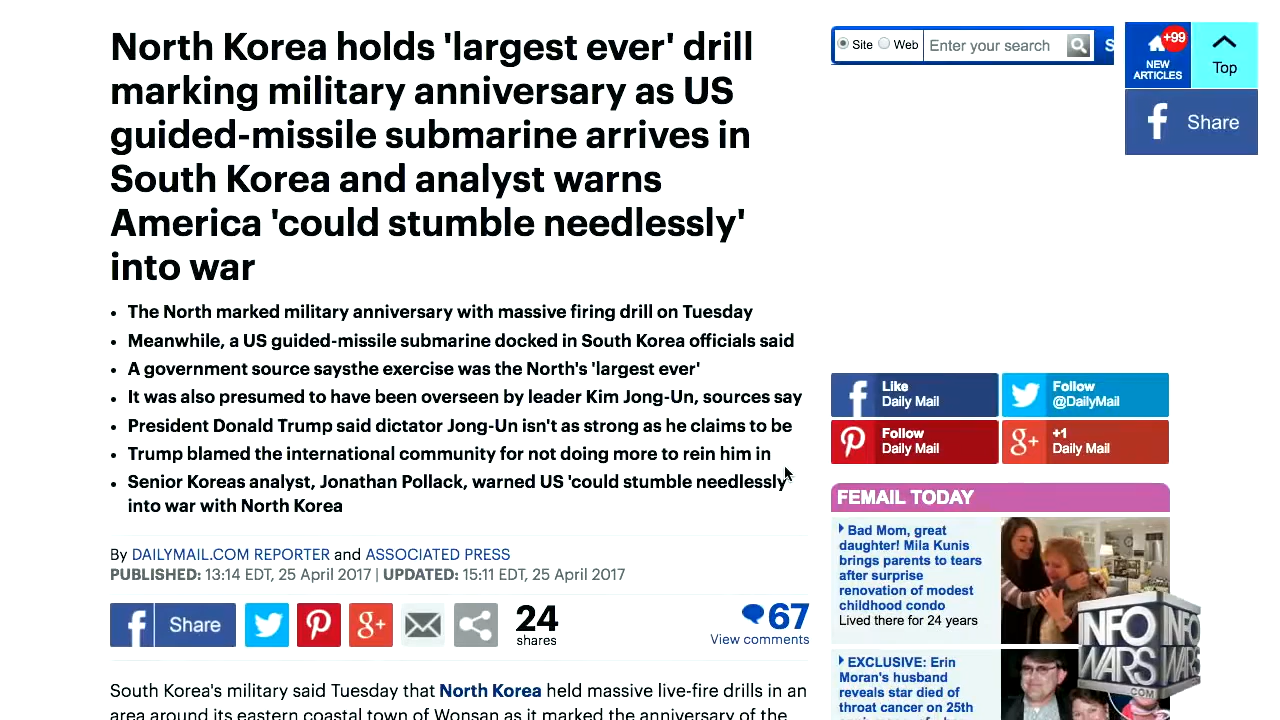 North Korea holds 'largest ever' drill
marking military anniversary as US
guided-missile submarine arrives in
South Korea and analyst warns
America 'could stumble needlessly'
into war
• The North marked military anniversary with massive firing drill on Tuesday
• Meanwhile, a US guided-missile submarine docked in South Korea officials said
• A government source saysthe exercise was the North's 'largest ever'
• It was also presumed to have been overseen by leader Kim Jong-Un, sources say
• President Donald Trump said dictator Jong-Un isn't as strong as he claims to be
• Trump blamed the international community for not doing more to rein him in
• Senior Koreas analyst, Jonathan Pollack, warned US 'could stumble needlessly'
into war with North Korea
By DAILYMAIL.COM REPORTER and ASSOCIATED PRESS
PUBLISHED: 13:14 EDT, 25 April 2017 | UPDATED: 15:11 EDT, 25 April 2017
Share
24
shares
67
View comments
South Korea's military said Tuesday that North Korea held massive live-fire drills in an
area around its eastern coastal town of Wonsan as it marked the anniversary of the
Site Web Enter your search S
+99
NEW
ARTICLES
Top
Share
Like
Daily Mail
Follow
@DailyMail
Follow
Daily Mail
+1
Daily Mail
FEMAIL TODAY
Bad Mom, great
daughter! Mila Kunis
brings parents to tears
after surprise
renovation of modest
childhood condo
Lived there for 24 years
EXCLUSIVE: Erin
Moran's husband
reveals star died of
throat cancer on 25th
INFO
WARS
.COM
INFO
WARS